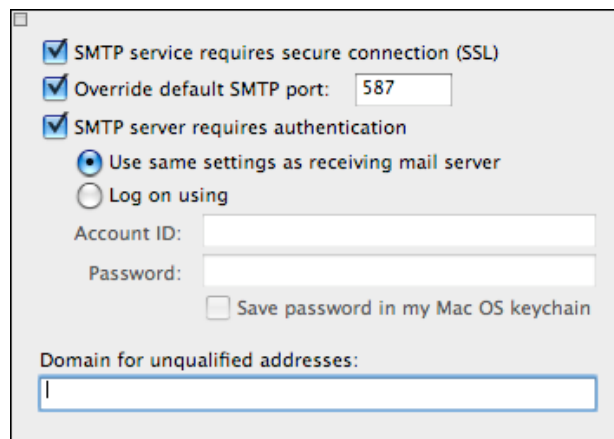 SMTP service requires secure connection (SSL)
Override default SMTP port: 587
SMTP server requires authentication
Use same settings as receiving mail server
Log on using
Account ID:
Password:
Save password in my Mac OS keychain
Domain for unqualified addresses: